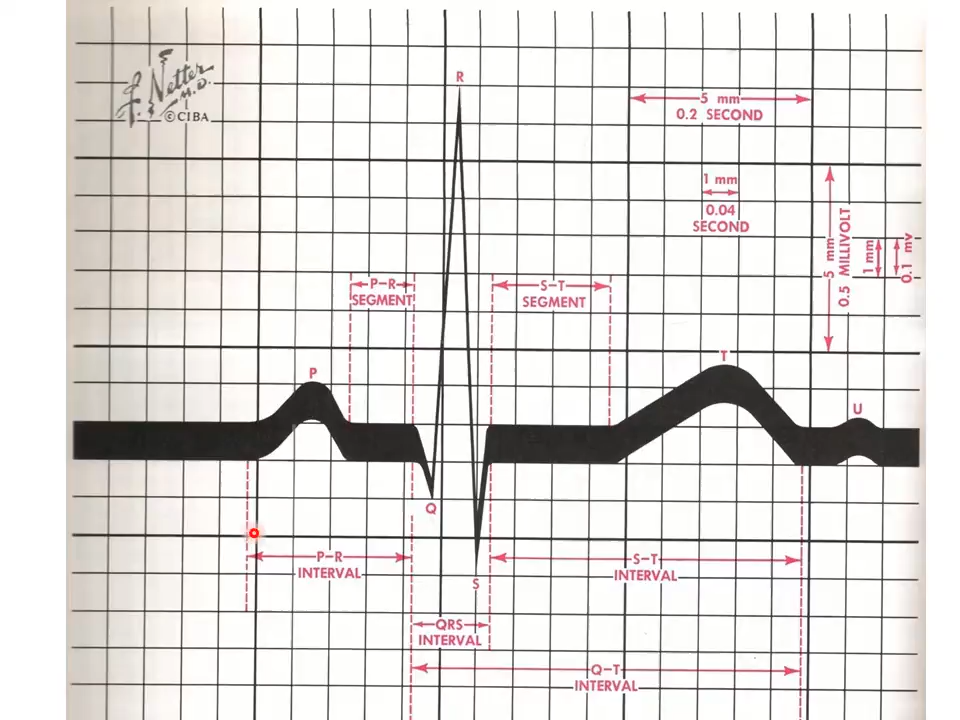 F. Netter
M.D.
©CIBA
R
5 mm
0.2 SECOND
1 mm
0.04
SECOND
5 mm
0.5 MILLIVOLT
1 mm
0.1 mv
P-R
SEGMENT
S-T
SEGMENT
P
T
U
Q
S
P-R
INTERVAL
S-T
INTERVAL
QRS
INTERVAL
Q-T
INTERVAL